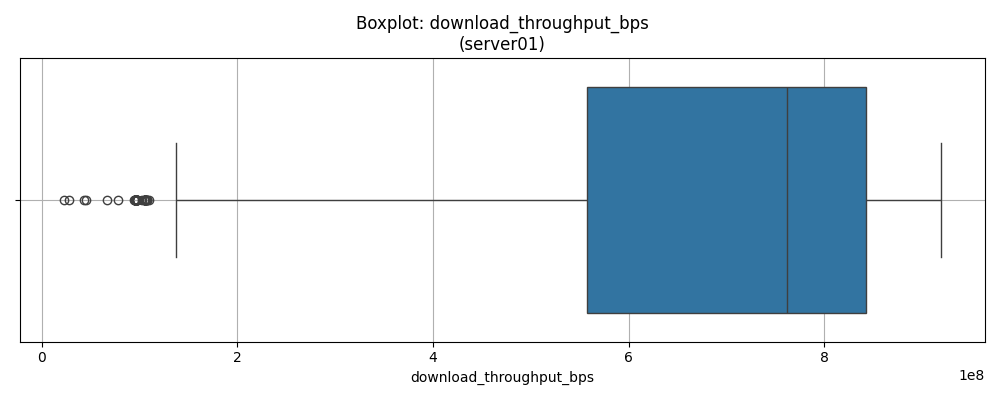 Boxplot: download_throughput_bps
(server01)
0 2 4 6 8
1e8
download_throughput_bps